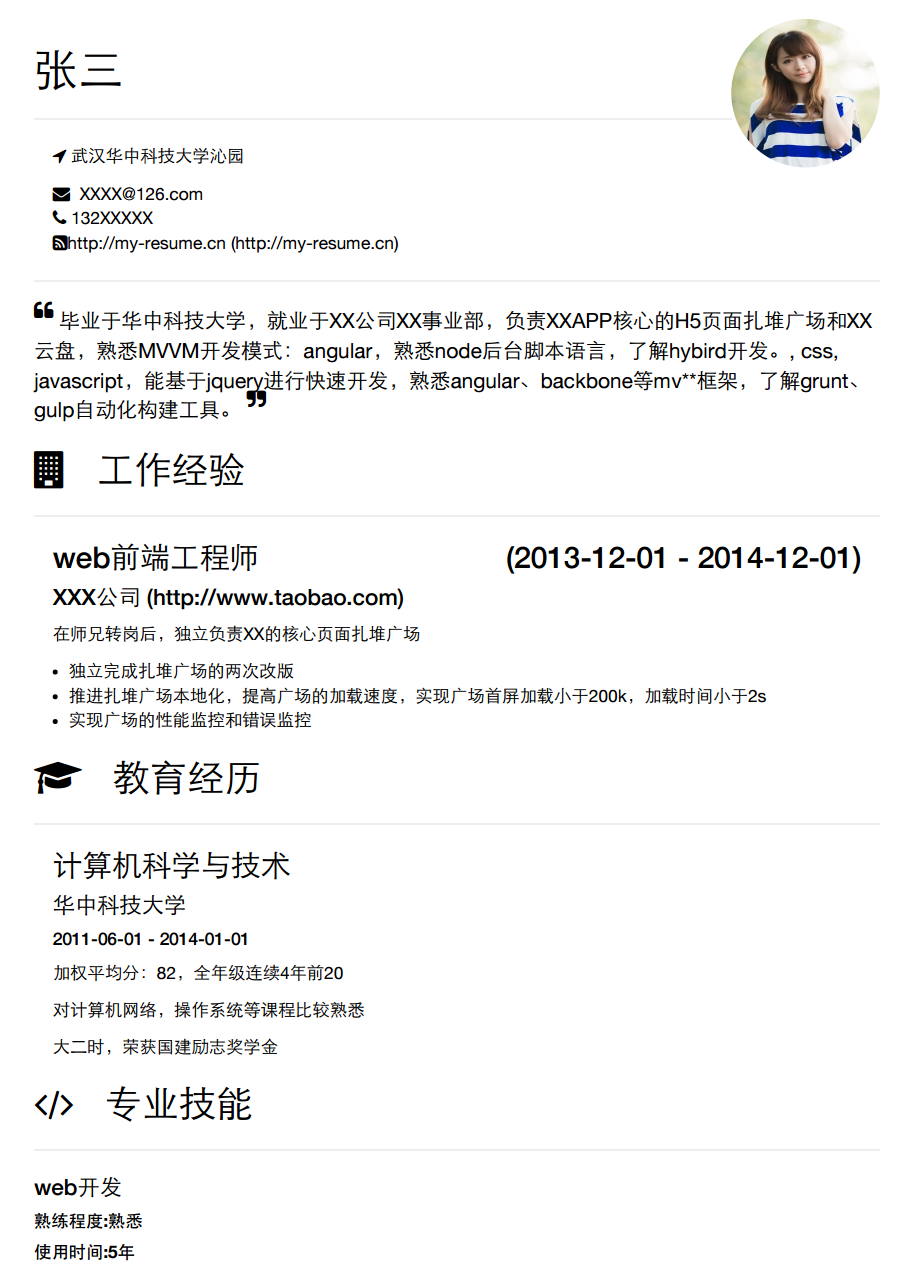 张三
武汉华中科技大学沁园
XXXX@126.com
132XXXXX
http://my-resume.cn (http://my-resume.cn)
❝ 毕业于华中科技大学，就业于XX公司XX事业部，负责XXAPP核心的H5页面扎堆广场和XX
云盘，熟悉MVVM开发模式：angular，熟悉node后台脚本语言，了解hybird开发。, css,
javascript，能基于jquery进行快速开发，熟悉angular、backbone等mv**框架，了解grunt、
gulp自动化构建工具。 ❞
工作经验
web前端工程师 (2013-12-01 - 2014-12-01)
XXX公司 (http://www.taobao.com)
在师兄转岗后，独立负责XX的核心页面扎堆广场
• 独立完成扎堆广场的两次改版
• 推进扎堆广场本地化，提高广场的加载速度，实现广场首屏加载小于200k，加载时间小于2s
• 实现广场的性能监控和错误监控
教育经历
计算机科学与技术
华中科技大学
2011-06-01 - 2014-01-01
加权平均分：82，全年级连续4年前20
对计算机网络，操作系统等课程比较熟悉
大二时，荣获国建励志奖学金
专业技能
web开发
熟练程度:熟悉
使用时间:5年